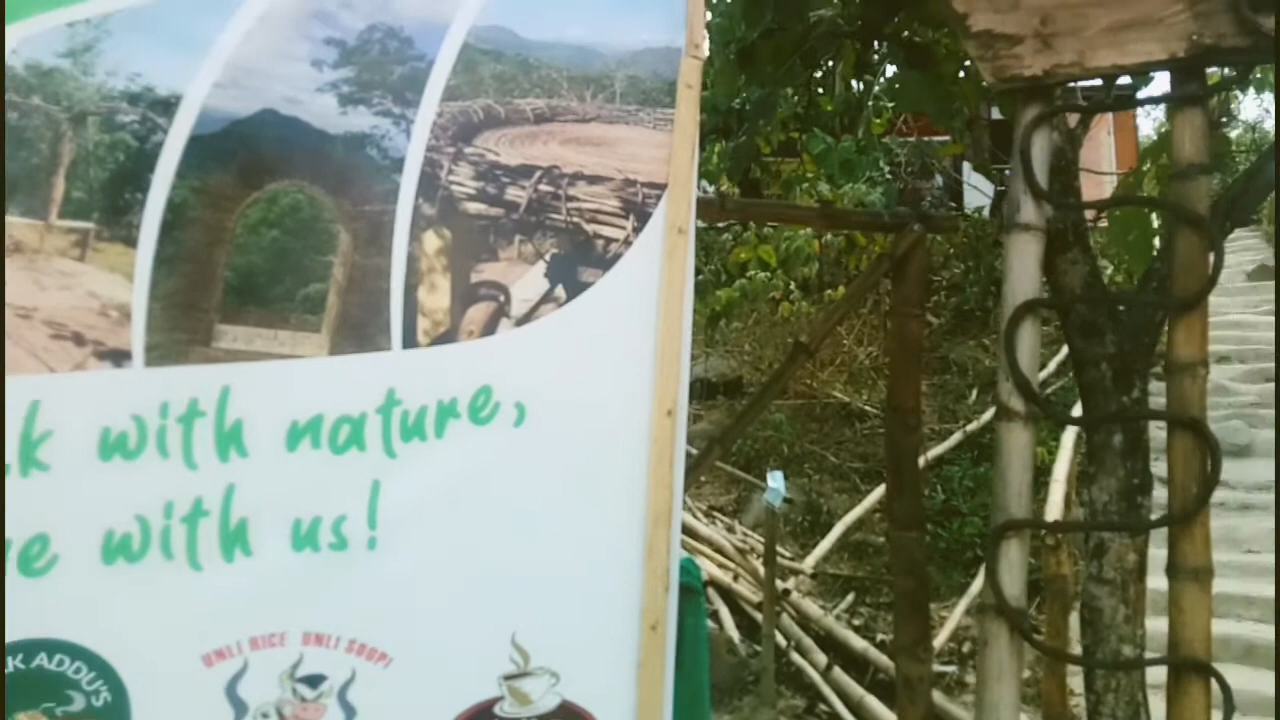 k with nature,
e with us!
K ADDU'S
UNLI RICE UNLI SOUP!